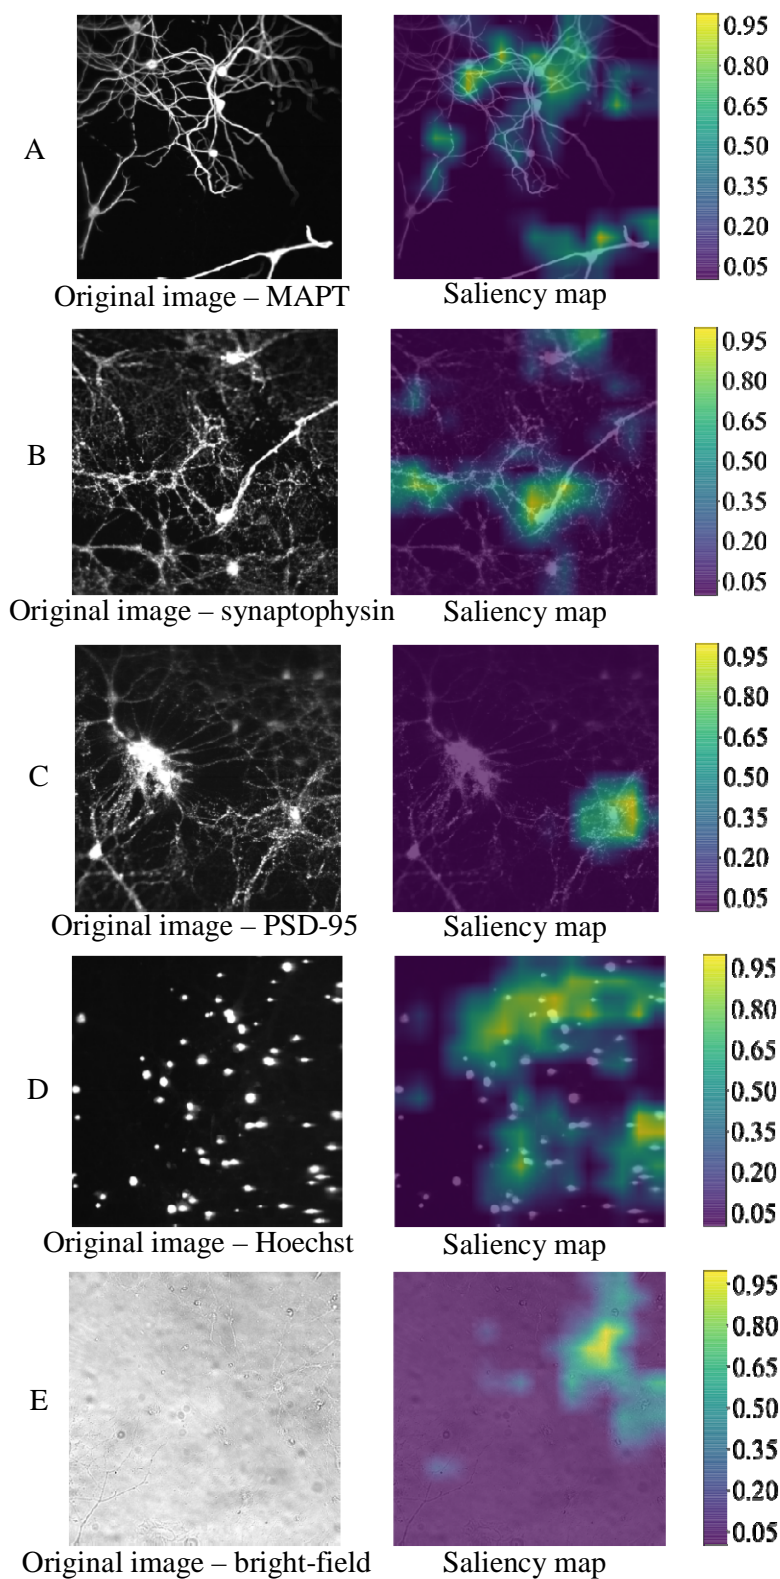 0.95
0.80
0.65
A
0.50
0.35
0.20
0.05
Original image – MAPT
Saliency map
0.95
0.80
0.65
B
0.50
0.35
0.20
0.05
Original image – synaptophysin
Saliency map
0.95
0.80
0.65
C
0.50
0.35
0.20
0.05
Original image – PSD-95
Saliency map
0.95
0.80
0.65
D
0.50
0.35
0.20
0.05
Original image – Hoechst
Saliency map
0.95
0.80
0.65
E
0.50
0.35
0.20
0.05
Original image – bright-field
Saliency map